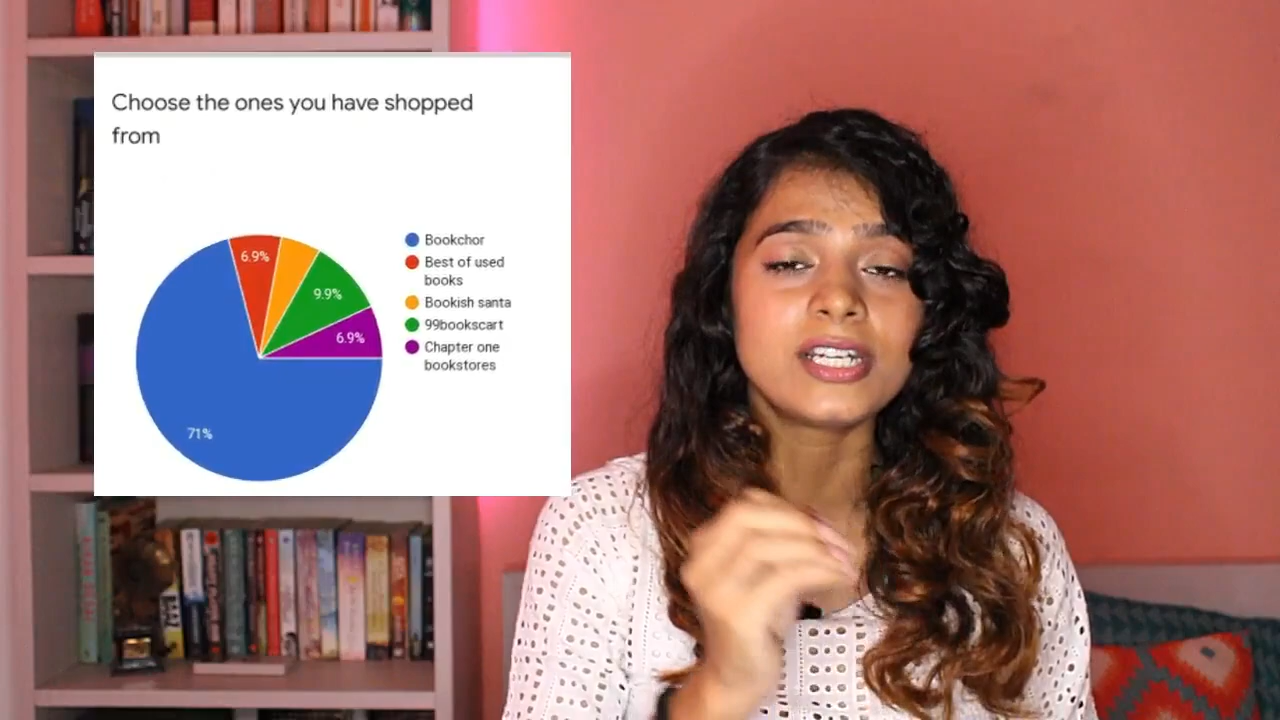 Choose the ones you have shopped
from
6.9%
9.9%
6.9%
71%
Bookchor
Best of used
books
Bookish santa
99bookscart
Chapter one
bookstores